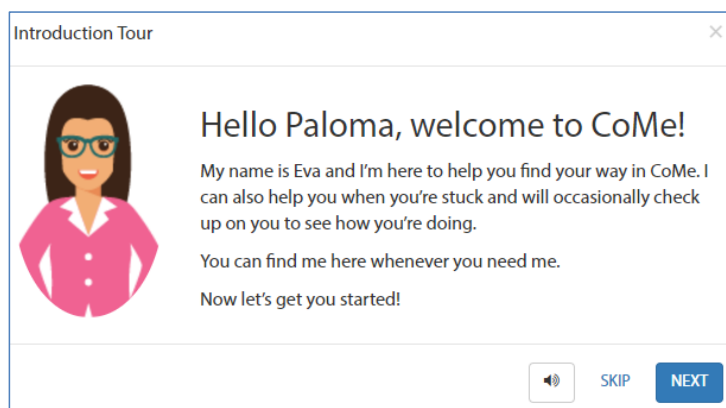 Introduction Tour
Hello Paloma, welcome to CoMe!
My name is Eva and I'm here to help you find your way in CoMe. I
can also help you when you're stuck and will occasionally check
up on you to see how you're doing.
You can find me here whenever you need me.
Now let's get you started!
SKIP
NEXT